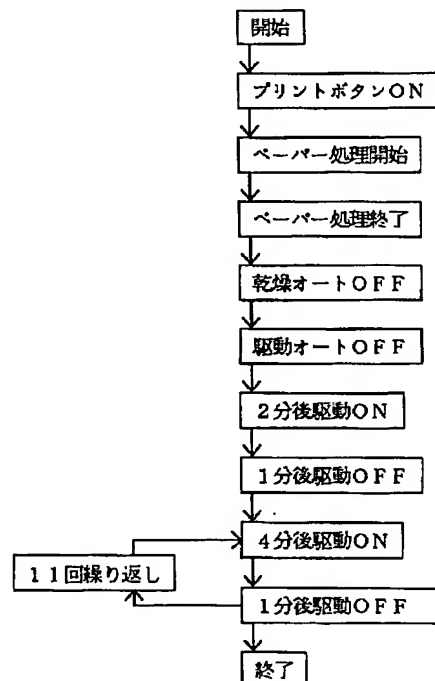 開始
プリントボタンON
ペーパー処理開始
ペーパー処理終了
乾燥オートOFF
駆動オートOFF
2分後駆動ON
1分後駆動OFF
4分後駆動ON
11回繰り返し
1分後駆動OFF
終了